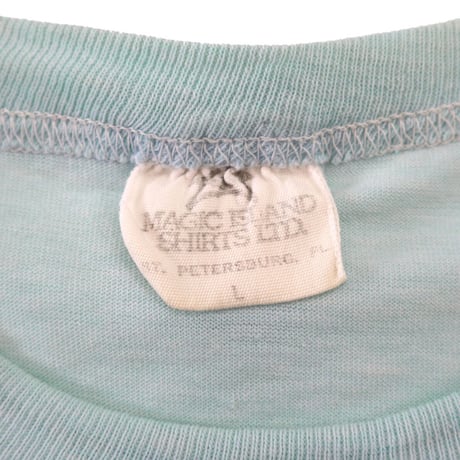 MAGIC ISLAND
SHIRTS LTD.
ST. PETERSBURG, FL.
L